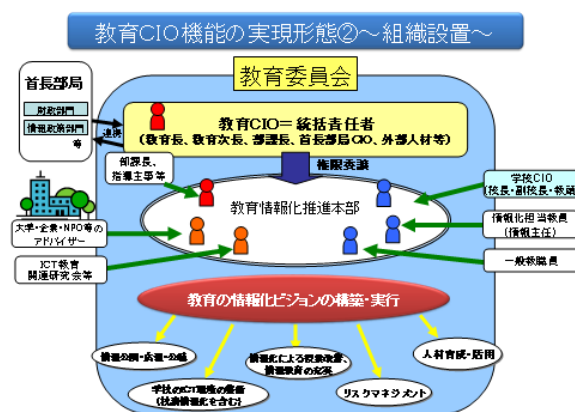 教育CIO機能の実現形態②～組織設置～
教育委員会
首長部局
財政部門
情報政策部門
等
連携
教育CIO＝統括責任者
(教育長、教育次長、部課長、首長部局CIO、外部人材等)
部課長、
指導主事等
権限委譲
学校CIO
(校長・副校長・教頭)
教育情報化推進本部
大学・企業・NPO等の
アドバイザー
情報化担当教員
(情報主任)
ICT教育
関連研究会等
一般教職員
教育の情報化ビジョンの構築・実行
情報公開・広報・公聴
情報化による授業改善、
情報教育の充実
人材育成・活用
学校のICT環境の整備
(校務情報化を含む)
リスクマネジメント